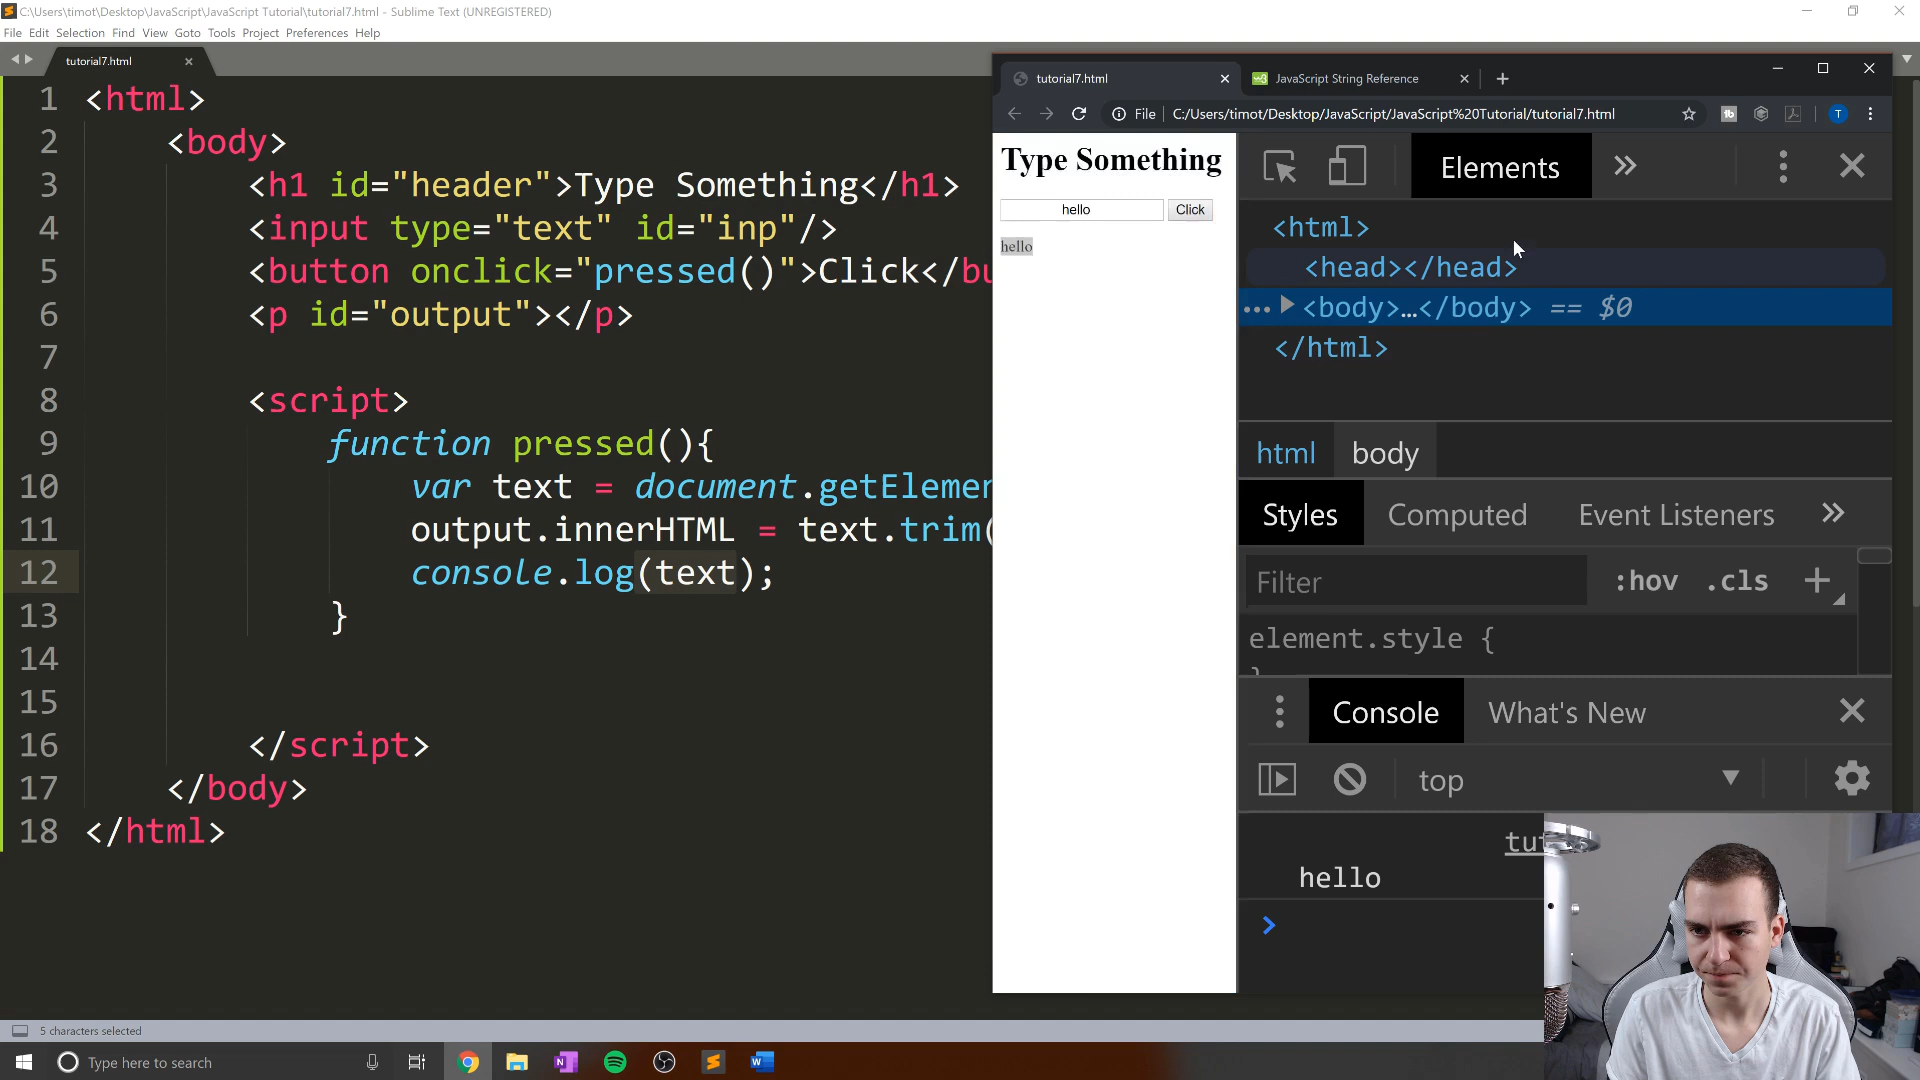 C:\Users\timot\Desktop\JavaScript\JavaScript Tutorial\tutorial7.html - Sublime Text (UNREGISTERED)
File Edit Selection Find View Goto Tools Project Preferences Help
tutorial7.html
1 <html>
2 <body>
3 <h1 id="header">Type Something</h1>
4 <input type="text" id="inp"/>
5 <button onclick="pressed()">Click</bu
6 <p id="output"></p>
7
8 <script>
9 function pressed(){
10 var text = document.getElemen
11 output.innerHTML = text.trim(
12 console.log(text);
13 }
14
15
16 </script>
17 </body>
18 </html>
5 characters selected
tutorial7.html
JavaScript String Reference
File C:/Users/timot/Desktop/JavaScript/JavaScript%20Tutorial/tutorial7.html
T
Type Something
hello Click
hello
Elements
<html>
<head></head>
<body>…</body> == $0
</html>
html body
Styles Computed Event Listeners
Filter :hov .cls
element.style {
}
Console What's New
top
tut
hello
Type here to search